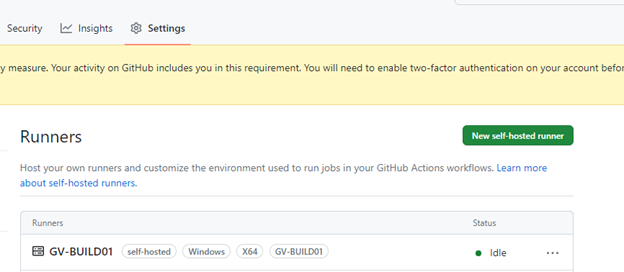 Security Insights Settings
y measure. Your activity on GitHub includes you in this requirement. You will need to enable two-factor authentication on your account befor
Runners New self-hosted runner
Host your own runners and customize the environment used to run jobs in your GitHub Actions workflows. Learn more
about self-hosted runners.
Runners Status
GV-BUILD01 self-hosted Windows X64 GV-BUILD01 Idle ...